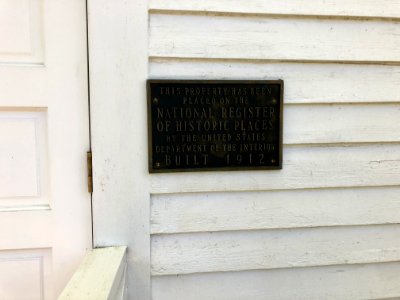 THIS PROPERTY HAS BEEN
PLACED ON THE
NATIONAL REGISTER
OF HISTORIC PLACES
BY THE UNITED STATES
DEPARTMENT OF THE INTERIOR
BUILT 1912